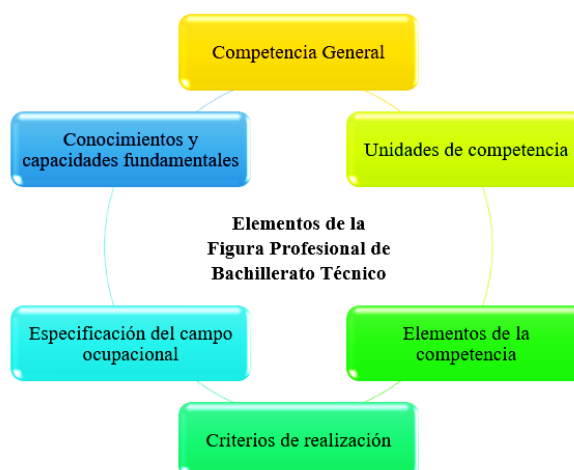 Competencia General
Unidades de competencia
Elementos de la
competencia
Criterios de realización
Especificación del campo
ocupacional
Conocimientos y
capacidades fundamentales
Elementos de la
Figura Profesional de
Bachillerato Técnico